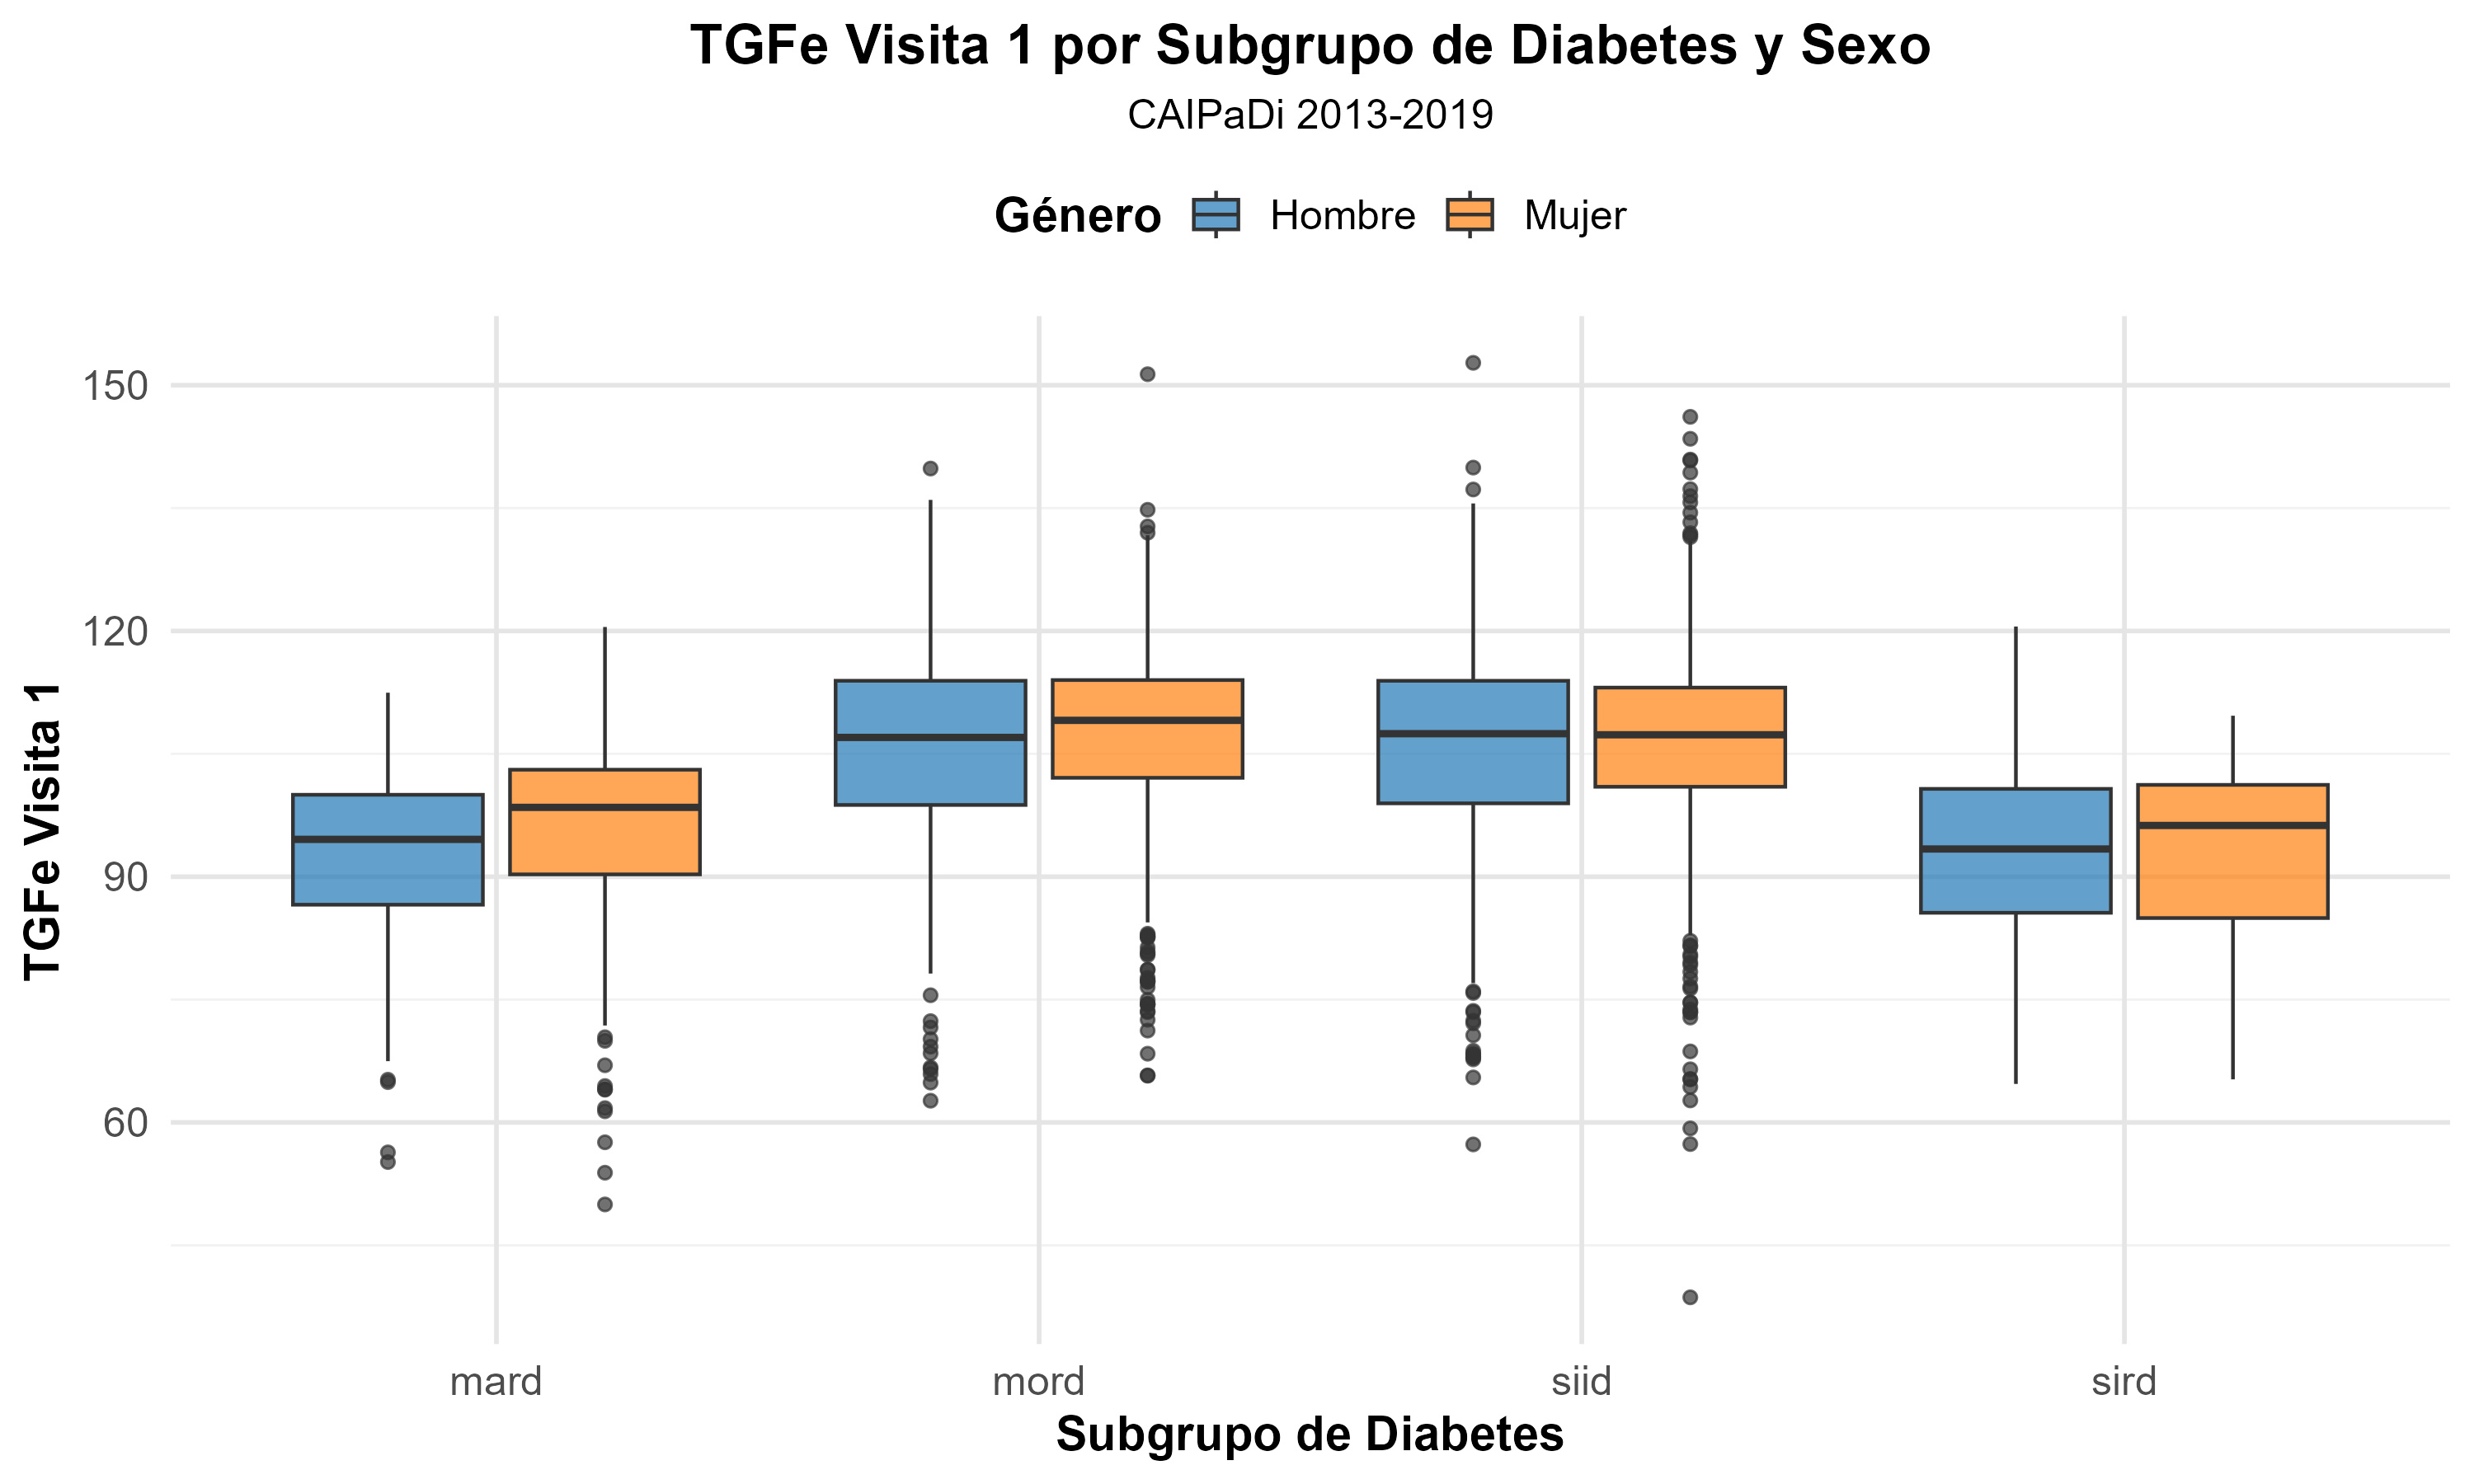 TGFe Visita 1 por Subgrupo de Diabetes y Sexo
CAIPaDi 2013-2019
Género Hombre Mujer
TGFe Visita 1
150
120
90
60
mard mord siid sird
Subgrupo de Diabetes